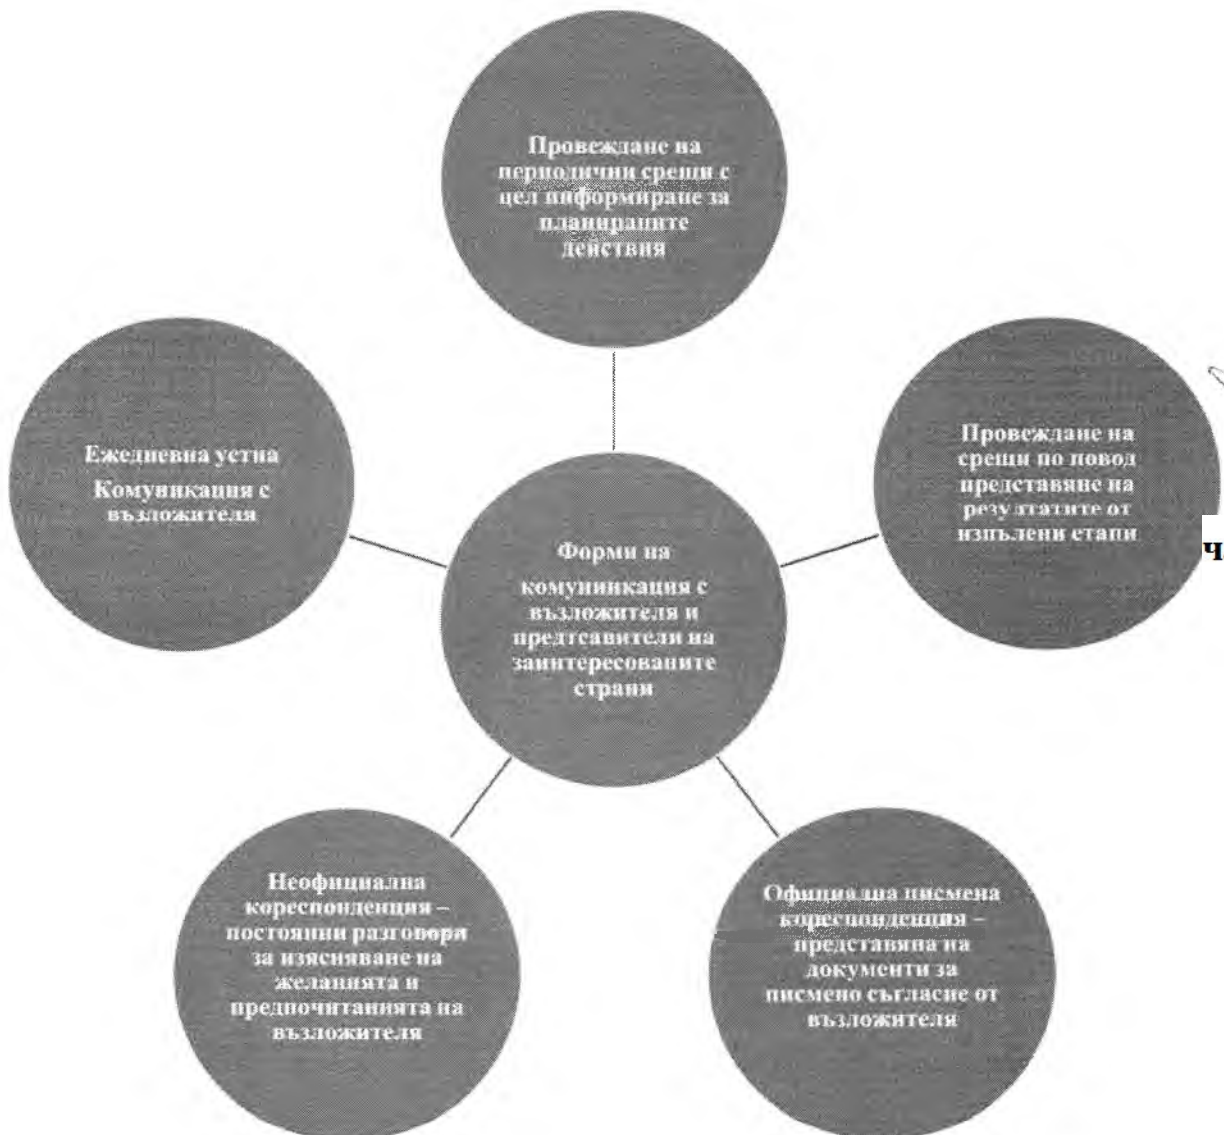 Провеждане на
периодични срещи с
цел информиране за
планираните
действия
Ежедневна устна
Комуникация с
възложителя
Провеждане на
срещи по повод
представяне на
резултатите от
изпълени етапи
Форми на
комуниикация с
възложителя и
предтсавители на
заинтересованите
страни
Неофициална
кореспонденция –
постоянни разговори
за изясняване на
желанията и
предпочитанията на
възложителя
Официална писмена
кореспонденция –
представяна на
документи за
писмено съгласие от
възложителя